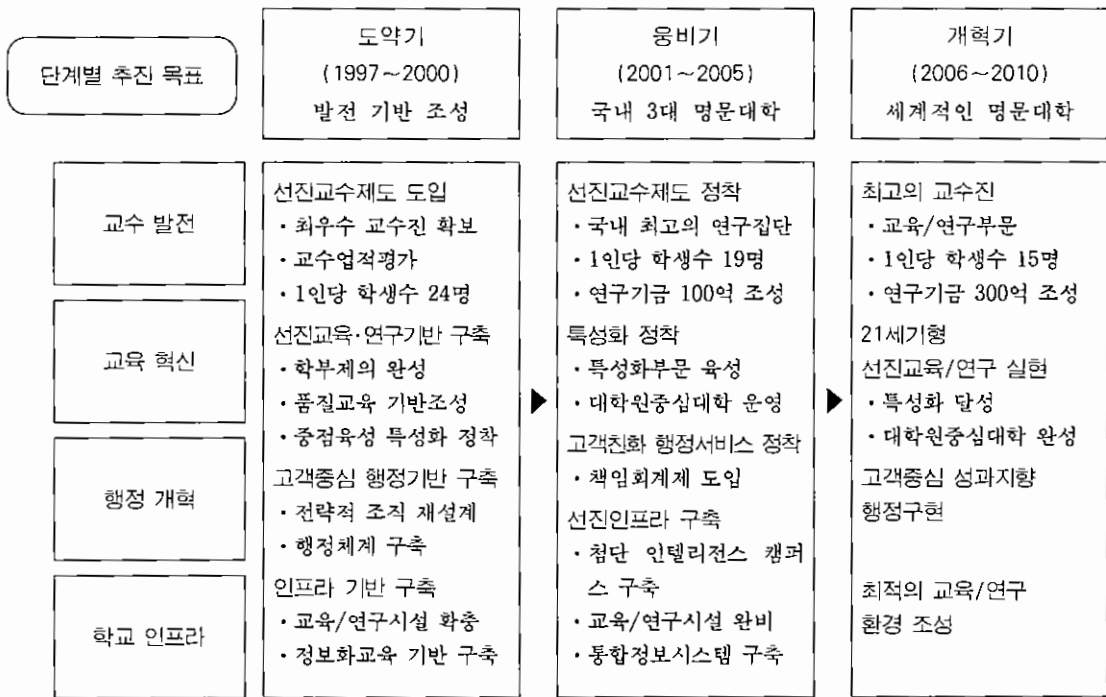 단계별 추진 목표
도약기
(1997~2000)
발전 기반 조성
웅비기
(2001~2005)
국내 3대 명문대학
개혁기
(2006~2010)
세계적인 명문대학
교수 발전
교육 혁신
행정 개혁
학교 인프라
선진교수제도 도입
· 최우수 교수진 확보
· 교수업적평가
· 1인당 학생수 24명
선진교육·연구기반 구축
· 학부제의 완성
· 품질교육 기반조성
· 중점육성 특성화 정착
고객중심 행정기반 구축
· 전략적 조직 재설계
· 행정체계 구축
인프라 기반 구축
· 교육/연구시설 확충
· 정보화교육 기반 구축
선진교수제도 정착
· 국내 최고의 연구집단
· 1인당 학생수 19명
· 연구기금 100억 조성
특성화 정착
· 특성화부문 육성
· 대학원중심대학 운영
고객친화 행정서비스 정착
· 책임회계제 도입
선진인프라 구축
· 첨단 인텔리전스 캠퍼
스 구축
· 교육/연구시설 완비
· 통합정보시스템 구축
최고의 교수진
· 교육/연구부문
· 1인당 학생수 15명
· 연구기금 300억 조성
21세기형
선진교육/연구 실현
· 특성화 달성
· 대학원중심대학 완성
고객중심 성과지향
행정구현
최적의 교육/연구
환경 조성